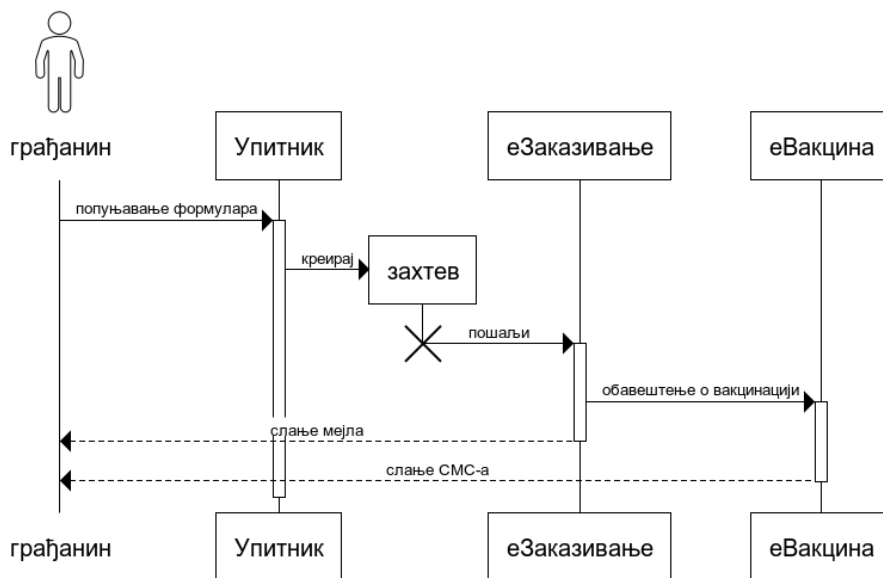 грађанин
Упитник
еЗаказивање
еВакцина
попуњавање формулара
креирај
захтев
пошаљи
обавештење о вакцинацији
слање мејла
слање СМС-а
грађанин
Упитник
еЗаказивање
еВакцина